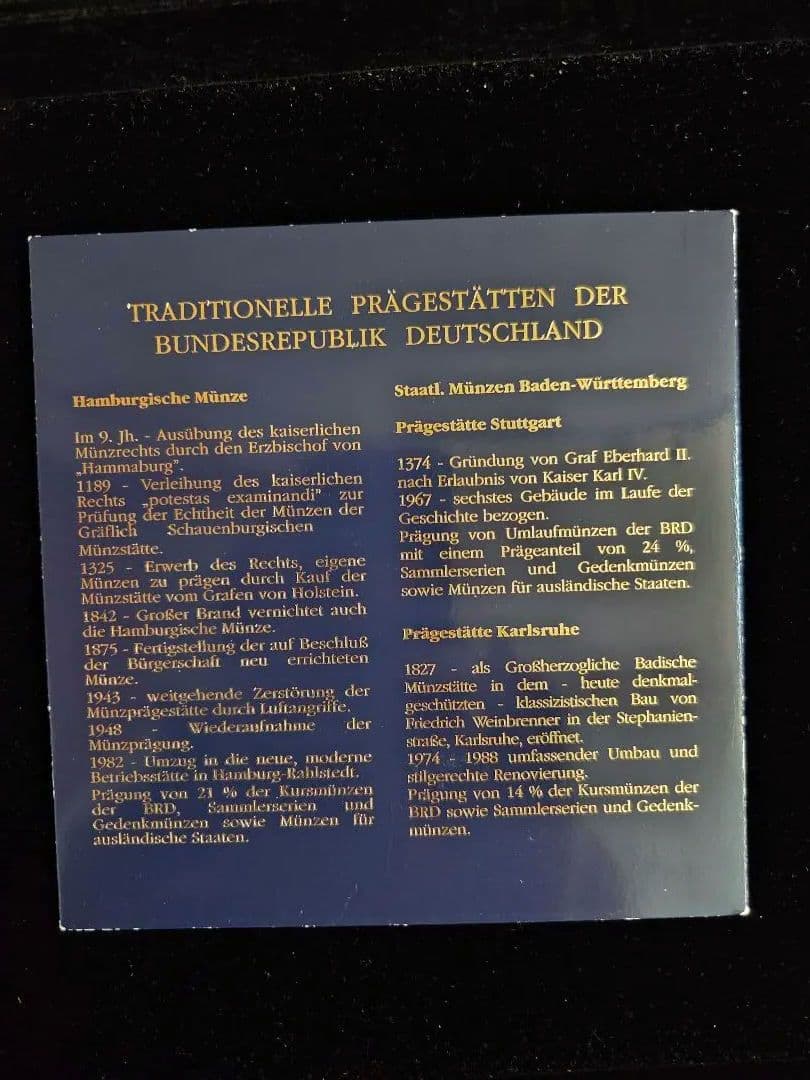 TRADITIONELLE PRÄGESTÄTTEN DER
BUNDESREPUBLIK DEUTSCHLAND
Hamburgische Münze
Im 9. Jh. - Ausübung des kaiserlichen
Münzrechts durch den Erzbischof von
„Hammaburg".
1189 - Verleihung des kaiserlichen
Rechts „potestas examinandi" zur
Prüfung der Echtheit der Münzen der
Gräflich Schauenburgischen
Münzstätte.
1325 - Erwerb des Rechts, eigene
Münzen zu prägen durch Kauf der
Münzstätte vom Grafen von Holstein.
1842 - Großer Brand vernichtet auch
die Hamburgische Münze.
1875 - Fertigstellung der auf Beschluß
der Bürgerschaft neu errichteten
Münze.
1943 - weitgehende Zerstörung der
Münzprägestätte durch Luftangriffe.
1948 - Wiederaufnahme der
Münzprägung.
1982 - Umzug in die neue, moderne
Betriebsstätte in Hamburg-Rahlstedt.
Prägung von 21 % der Kursmünzen
der BRD, Sammlerserien und
Gedenkmünzen sowie Münzen für
ausländische Staaten.
Staatl. Münzen Baden-Württemberg
Prägestätte Stuttgart
1374 - Gründung von Graf Eberhard II.
nach Erlaubnis von Kaiser Karl IV.
1967 - sechstes Gebäude im Laufe der
Geschichte bezogen.
Prägung von Umlaufmünzen der BRD
mit einem Prägeanteil von 24 %,
Sammlerserien und Gedenkmünzen
sowie Münzen für ausländische Staaten.
Prägestätte Karlsruhe
1827 - als Großherzogliche Badische
Münzstätte in dem - heute denkmal-
geschützten - klassizistischen Bau von
Friedrich Weinbrenner in der Stephanien-
straße, Karlsruhe, eröffnet.
1974 - 1988 umfassender Umbau und
stilgerechte Renovierung.
Prägung von 14 % der Kursmünzen der
BRD sowie Sammlerserien und Gedenk-
münzen.